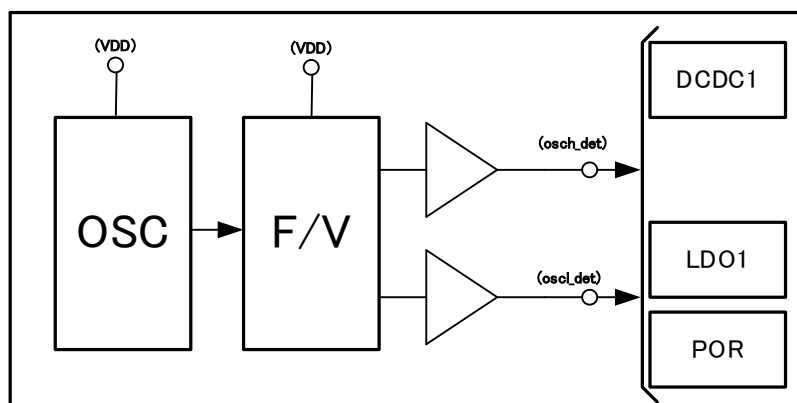 (VDD)
(VDD)
DCDC1
(osch_det)
OSC
F/V
LDO1
(oscl_det)
POR